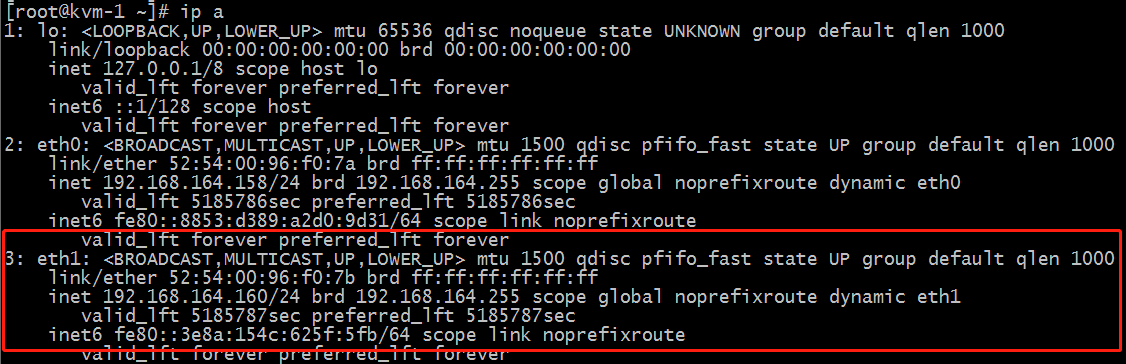 [root@kvm-1 ~]# ip a
1: lo: <LOOPBACK,UP,LOWER_UP> mtu 65536 qdisc noqueue state UNKNOWN group default qlen 1000
    link/loopback 00:00:00:00:00:00 brd 00:00:00:00:00:00
    inet 127.0.0.1/8 scope host lo
       valid_lft forever preferred_lft forever
    inet6 ::1/128 scope host
       valid_lft forever preferred_lft forever
2: eth0: <BROADCAST,MULTICAST,UP,LOWER_UP> mtu 1500 qdisc pfifo_fast state UP group default qlen 1000
    link/ether 52:54:00:96:f0:7a brd ff:ff:ff:ff:ff:ff
    inet 192.168.164.158/24 brd 192.168.164.255 scope global noprefixroute dynamic eth0
       valid_lft 5185786sec preferred_lft 5185786sec
    inet6 fe80::8853:d389:a2d0:9d31/64 scope link noprefixroute
       valid_lft forever preferred_lft forever
3: eth1: <BROADCAST,MULTICAST,UP,LOWER_UP> mtu 1500 qdisc pfifo_fast state UP group default qlen 1000
    link/ether 52:54:00:96:f0:7b brd ff:ff:ff:ff:ff:ff
    inet 192.168.164.160/24 brd 192.168.164.255 scope global noprefixroute dynamic eth1
       valid_lft 5185787sec preferred_lft 5185787sec
    inet6 fe80::3e8a:154c:625f:5fb/64 scope link noprefixroute
       valid_lft forever preferred_lft forever